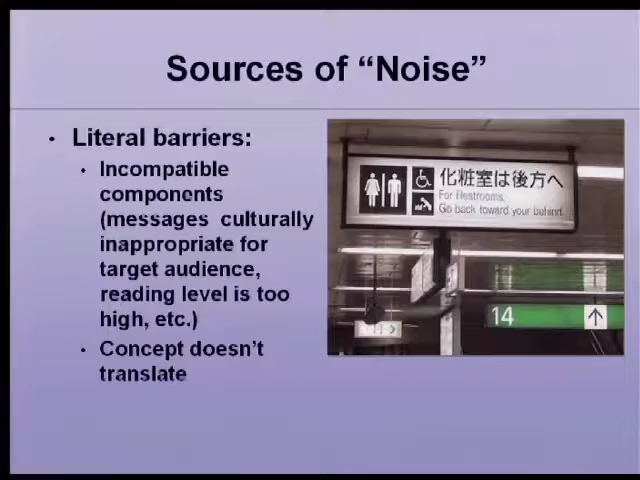 Sources of “Noise”
• Literal barriers:
• Incompatible
components
(messages culturally
inappropriate for
target audience,
reading level is too
high, etc.)
• Concept doesn’t
translate
化粧室は後方へ
For Restrooms,
Go back toward your behind.
14